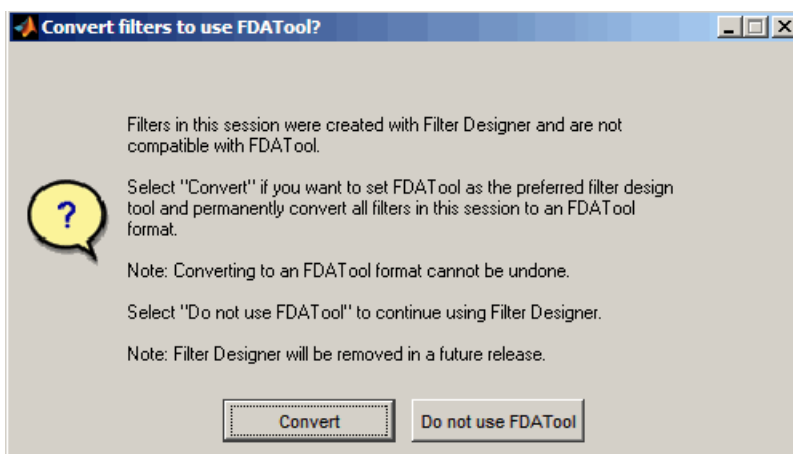 Convert filters to use FDATool?
Filters in this session were created with Filter Designer and are not
compatible with FDATool.
Select "Convert" if you want to set FDATool as the preferred filter design
tool and permanently convert all filters in this session to an FDATool
format.
?
Note: Converting to an FDATool format cannot be undone.
Select "Do not use FDATool" to continue using Filter Designer.
Note: Filter Designer will be removed in a future release.
Convert
Do not use FDATool